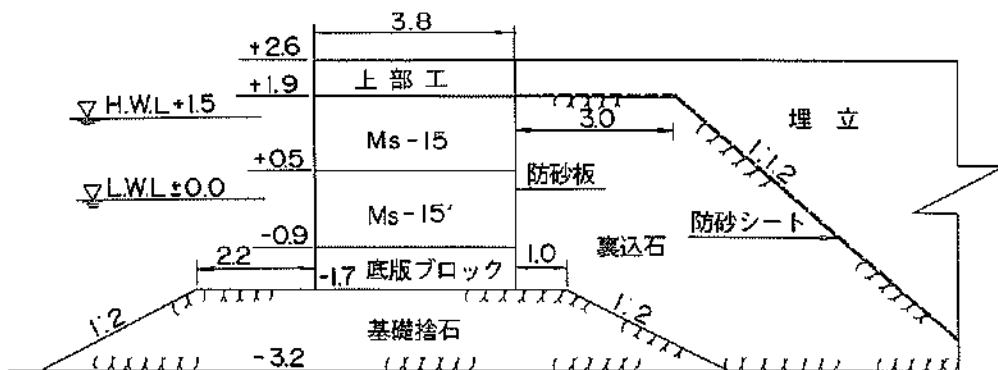 3.8
+2.6
上部工
+1.9
H.W.L+1.5
3.0
埋立
Ms-15
1:1.2
+0.5
防砂板
L.W.L±0.0
Ms-15'
防砂シート
裏込石
-0.9
2.2
-1.7
底版ブロック
1.0
1:2
1:2
基礎捨石
-3.2